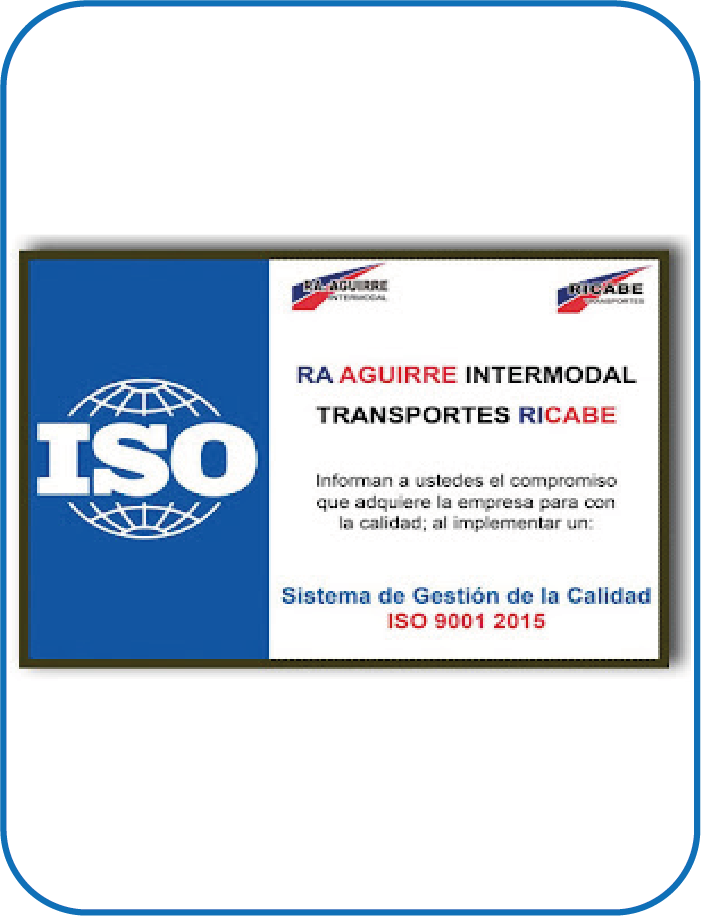 RA AGUIRRE
INTERMODAL
RICABE
TRANSPORTES
ISO
RA AGUIRRE INTERMODAL
TRANSPORTES RICABE
Informan a ustedes el compromiso
que adquiere la empresa para con
la calidad; al implementar un:
Sistema de Gestión de la Calidad
ISO 9001 2015